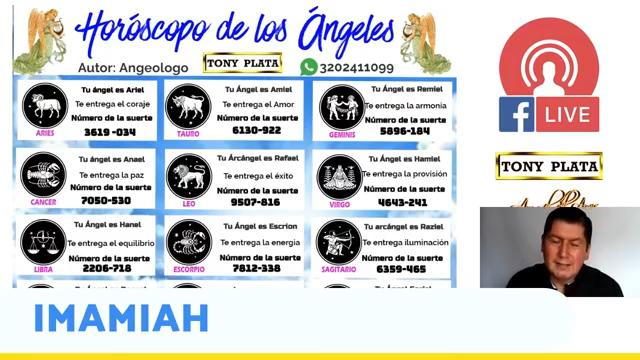 Horóscopo de los Ángeles
Autor: Angeologo TONY PLATA 3202411099
Tu Ángel es Ariel
Te entrega el coraje
Número de la suerte
3619 -034
ARIES
Tu Ángel es Amiel
Te entrega el Amor
Número de la suerte
6130-922
TAURO
Tu Ángel es Remiel
Te entrega la armonia
Número de la suerte
5896-184
GEMINIS
Tu ángel es Anael
Te entrega la paz
Número de la suerte
7050-530
CANCER
Tu Arcángel es Rafael
Te entrega el éxito
Número de la suerte
9507-816
LEO
Tu Ángel es Hamiel
Te entrega la provisión
Número de la suerte
4643-241
VIRGO
Tu Ángel es Hanel
Te entrega el equilibrio
Número de la suerte
2206-718
LIBRA
Tu Ángel es Escrion
Te entrega la energia
Número de la suerte
7812-338
ESCORPIO
Tu arcángel es Raziel
Te entrega iluminación
Número de la suerte
6359-465
SAGITARIO
f LIVE
TONY PLATA
IMAMIAH